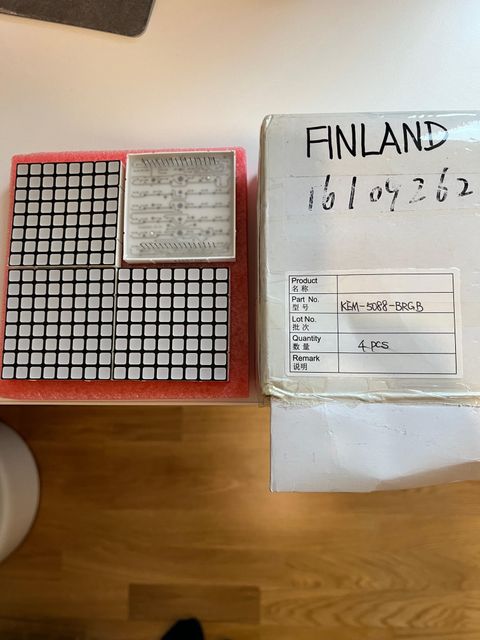 FINLAND
16109262
Product
名称
Part No.
型号
KEM-5088-BRGB
Lot No.
批次
Quantity
数量
4 pcs
Remark
说明